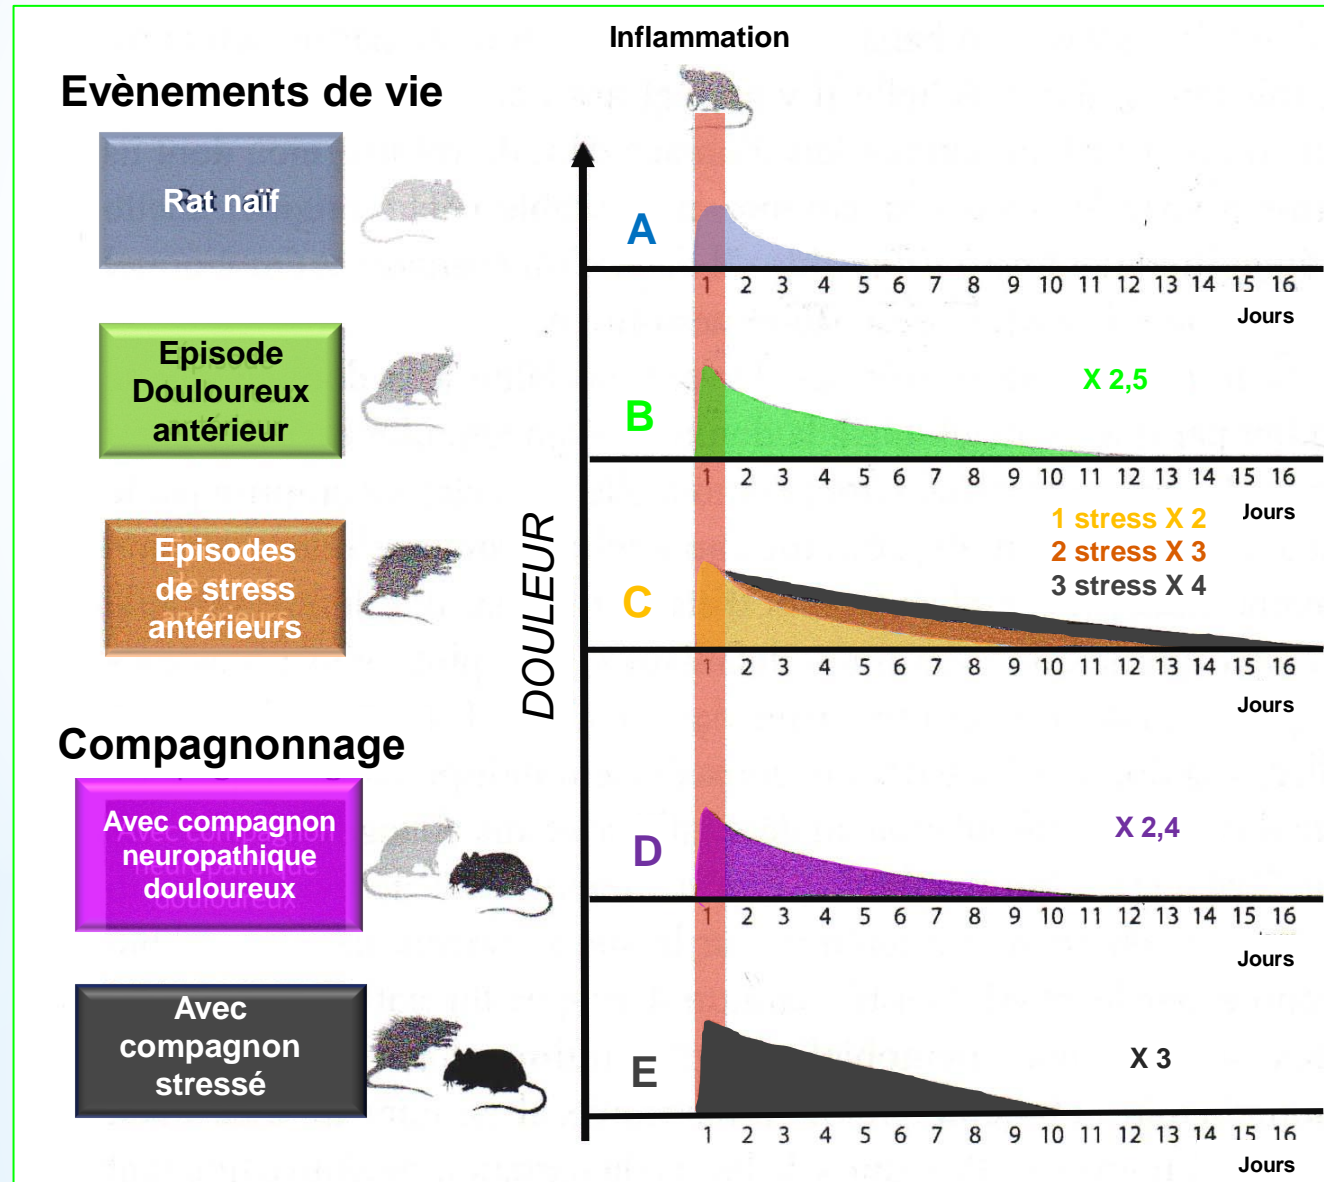 Inflammation
Evènements de vie
Rat naïf
A
1 2 3 4 5 6 7 8 9 10 11 12 13 14 15 16
Jours
Episode
Douloureux
antérieur
B
X 2,5
1 2 3 4 5 6 7 8 9 10 11 12 13 14 15 16
Jours
Episodes
de stress
antérieurs
C
1 stress X 2
2 stress X 3
3 stress X 4
1 2 3 4 5 6 7 8 9 10 11 12 13 14 15 16
Jours
DOULEUR
Compagnonnage
Avec compagnon
neuropathique
douloureux
D
X 2,4
1 2 3 4 5 6 7 8 9 10 11 12 13 14 15 16
Jours
Avec
compagnon
stressé
E
X 3
1 2 3 4 5 6 7 8 9 10 11 12 13 14 15 16
Jours